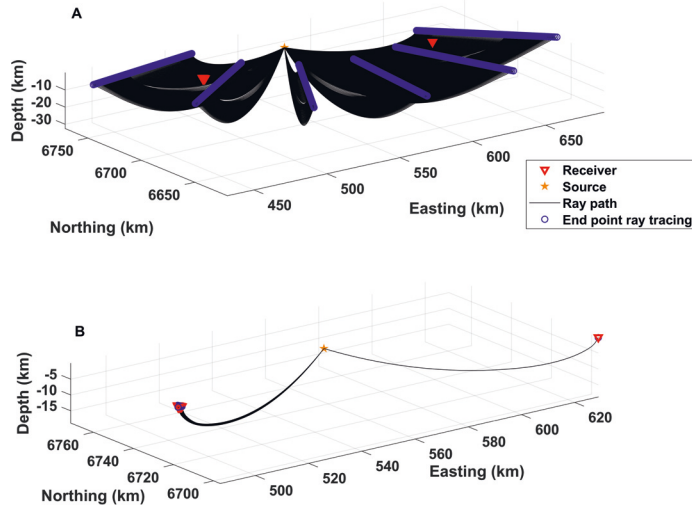 A
Depth (km)
-10
-20
-30
6750
6700
6650
Northing (km)
450
500
550
600
650
Easting (km)
Receiver
Source
Ray path
End point ray tracing
B
Depth (km)
-5
-10
-15
6760
6740
6720
6700
Northing (km)
500
520
540
560
580
600
620
Easting (km)